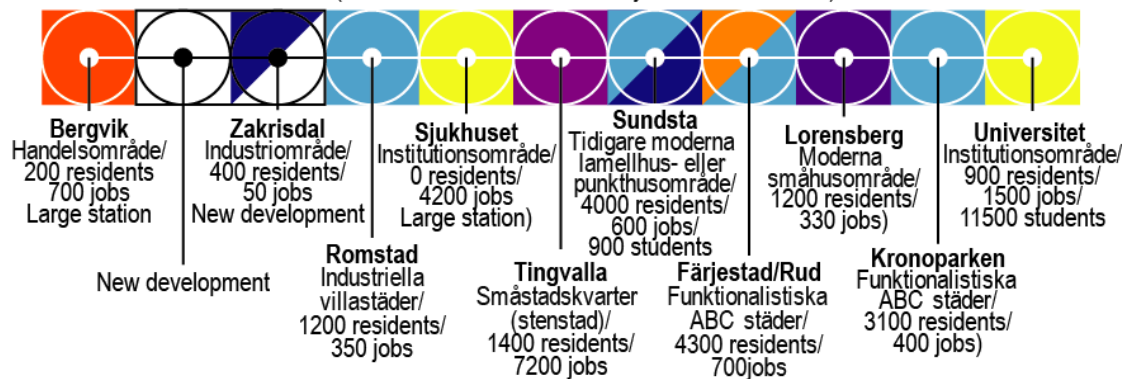 Bergvik
Handelsområde/
200 residents
700 jobs
Large station
New development
Zakrisdal
Industriområde/
400 residents/
50 jobs
New development
Romstad
Industriella
villastäder/
1200 residents/
350 jobs
Sjukhuset
Institutionsområde/
0 residents/
4200 jobs
Large station)
Tingvalla
Småstadskvarter
(stenstad)/
1400 residents/
7200 jobs
Sundsta
Tidigare moderna
lamellhus- eller
punkthusområde/
4000 residents/
600 jobs/
900 students
Färjestad/Rud
Funktionalistiska
ABC städer/
4300 residents/
700jobs
Lorensberg
Moderna
småhusområde/
1200 residents/
330 jobs)
Kronoparken
Funktionalistiska
ABC städer/
3100 residents/
400 jobs)
Universitet
Institutionsområde/
900 residents/
1500 jobs/
11500 students